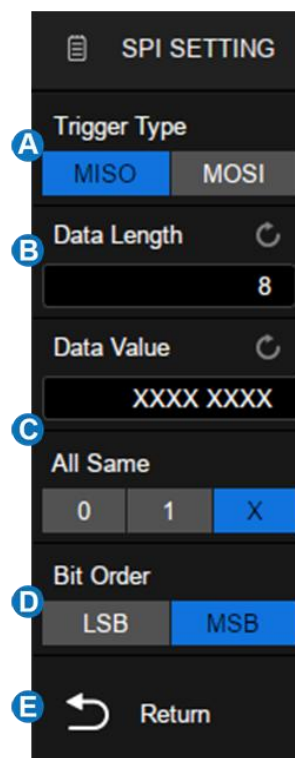 SPI SETTING
Trigger Type
A
MISO MOSI
Data Length
B
8
Data Value
XXXX XXXX
C
All Same
0 1 X
Bit Order
D
LSB MSB
E Return